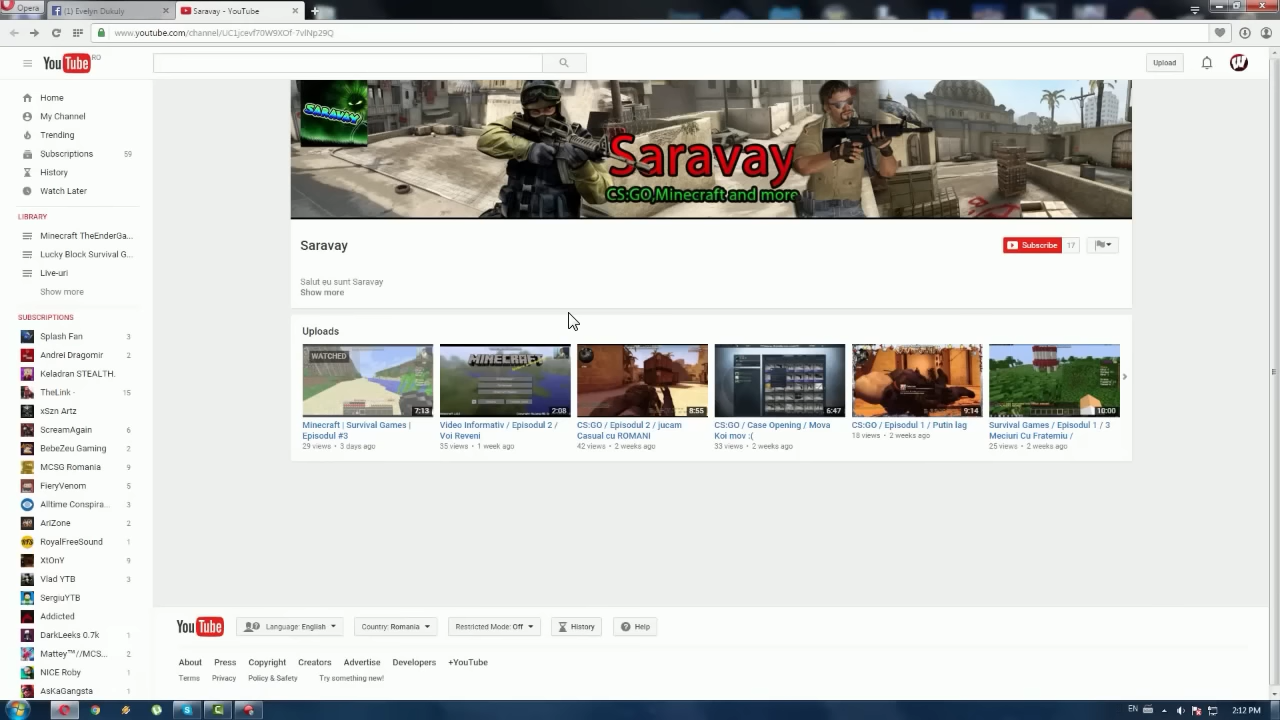 Opera
(1) Evelyn Dukuly
Saravay - YouTube
www.youtube.com/channel/UC1jcevf70W9XOf-7vlNp29Q
YouTube RO
Upload
Home
My Channel
Trending
Subscriptions 59
History
Watch Later
LIBRARY
Minecraft TheEnderGa...
Lucky Block Survival G...
Live-uri
Show more
SUBSCRIPTIONS
Splash Fan 3
Andrei Dragomir 2
Keladran STEALTH.
TheLink - 15
xSzn Artz
ScreamAgain 6
BebeZeu Gaming 2
MCSG Romania 9
FieryVenom 5
Alltime Conspira... 3
AriZone 2
RoyalFreeSound 1
X!OnY 9
Vlad YTB 3
SergiuYTB
Addicted
DarkLeeks 0.7k 1
Mattey™//MCS... 2
NICE Roby 1
AsKaGangsta 1
SARAVAY
Saravay
CS:GO,Minecraft and more
Saravay
Subscribe 17
Salut eu sunt Saravay
Show more
Uploads
WATCHED
7:13
MINECRAFT
2:08
8:55
6:47
9:14
10:00
Minecraft | Survival Games |
Episodul #3
29 views • 3 days ago
Video Informativ / Episodul 2 /
Voi Reveni
35 views • 1 week ago
CS:GO / Episodul 2 / jucam
Casual cu ROMANI
42 views • 2 weeks ago
CS:GO / Case Opening / Mova
Koi mov :(
33 views • 2 weeks ago
CS:GO / Episodul 1 / Putin lag
18 views • 2 weeks ago
Survival Games / Episodul 1 / 3
Meciuri Cu Fraterniu /
25 views • 2 weeks ago
YouTube
Language: English
Country: Romania
Restricted Mode: Off
History
Help
About Press Copyright Creators Advertise Developers +YouTube
Terms Privacy Policy & Safety Try something new!
EN
2:12 PM